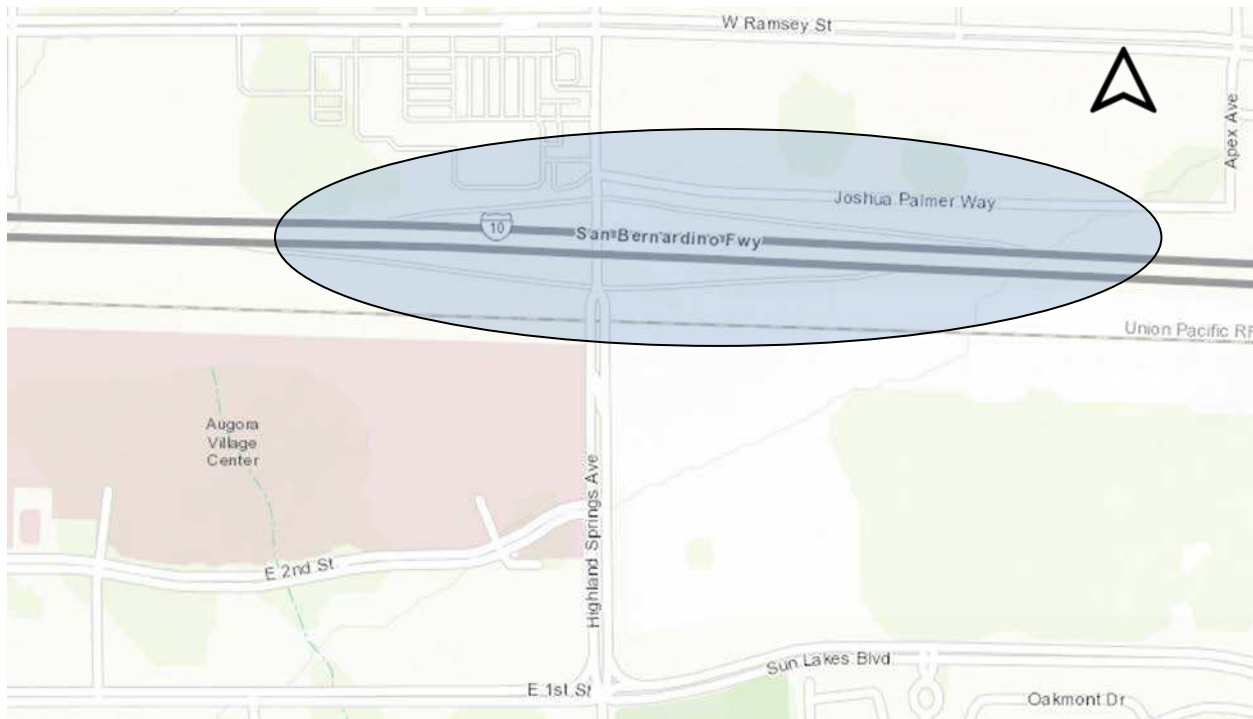 W Ramsey St
Apex Ave
Joshua Palmer Way
10
San Bernardino Fwy
Union Pacific RR
Augora
Village
Center
Highland Springs Ave
E 2nd St
Sun Lakes Blvd
E 1st St
Oakmont Dr